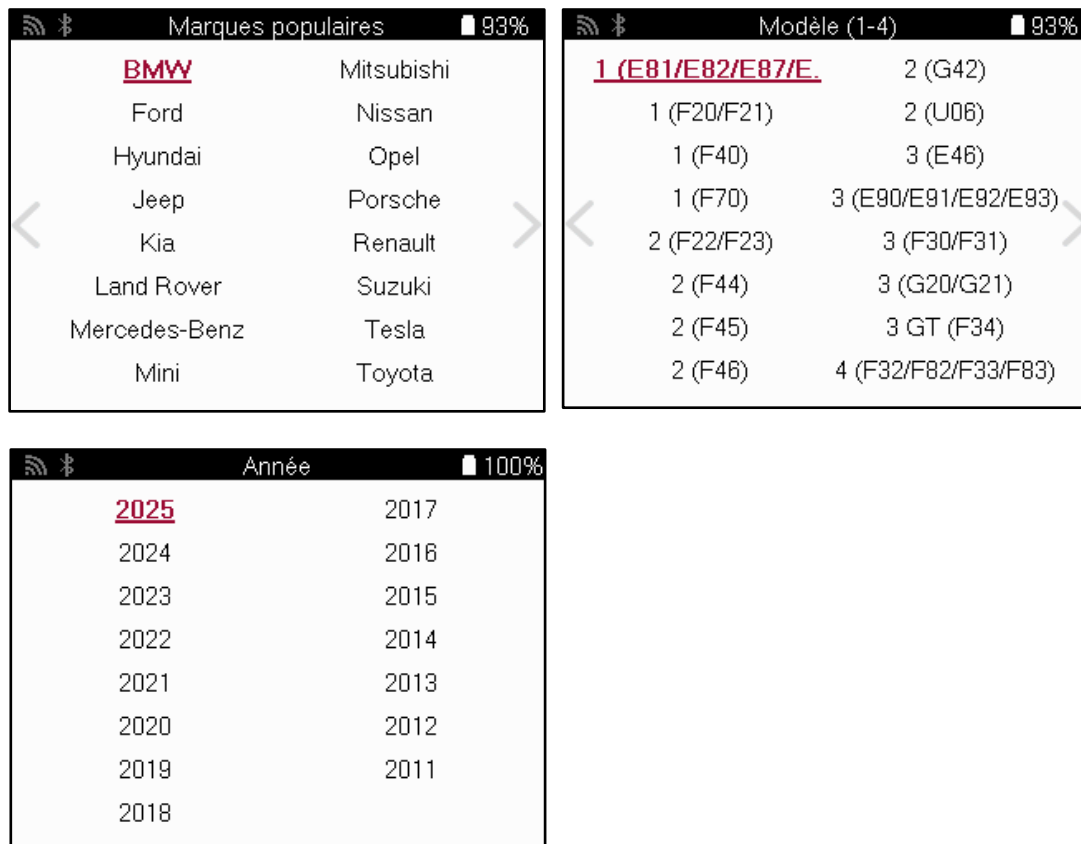 Marques populaires 93%
BMW Mitsubishi
Ford Nissan
Hyundai Opel
Jeep Porsche
Kia Renault
Land Rover Suzuki
Mercedes-Benz Tesla
Mini Toyota
Modèle (1-4) 93%
1 (E81/E82/E87/E. 2 (G42)
1 (F20/F21) 2 (U06)
1 (F40) 3 (E46)
1 (F70) 3 (E90/E91/E92/E93)
2 (F22/F23) 3 (F30/F31)
2 (F44) 3 (G20/G21)
2 (F45) 3 GT (F34)
2 (F46) 4 (F32/F82/F33/F83)
Année 100%
2025 2017
2024 2016
2023 2015
2022 2014
2021 2013
2020 2012
2019 2011
2018